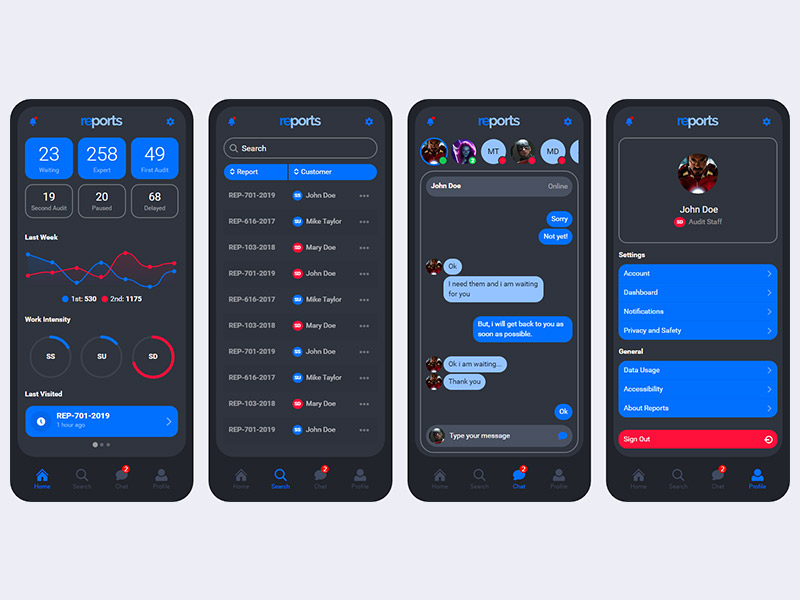 reports
23 258 49
Waiting Expert First Audit
19 20 68
Second Audit Paused Delayed
Last Week
1st: 530 2nd: 1175
Work Intensity
SS SU SD
Last Visited
REP-701-2019
1 hour ago
Home Search Chat 2 Profile
reports
Search
Report Customer
REP-701-2019 SS John Doe
REP-616-2017 SU Mike Taylor
REP-103-2018 SD Mary Doe
REP-701-2019 SD John Doe
REP-616-2017 SU Mike Taylor
REP-103-2018 SD Mary Doe
REP-701-2019 SS John Doe
REP-616-2017 SU Mike Taylor
REP-103-2018 SD Mary Doe
REP-701-2019 SS John Doe
Home Search Chat 2 Profile
reports
2 MT MD
John Doe Online
Sorry
Not yet!
Ok
I need them and i am waiting
for you
But, i will get back to you as
soon as possible.
Ok i am waiting...
Thank you
Ok
Type your message
Home Search Chat 2 Profile
reports
John Doe
SD Audit Staff
Settings
Account
Dashboard
Notifications
Privacy and Safety
General
Data Usage
Accessibility
About Reports
Sign Out
Home Search Chat 2 Profile